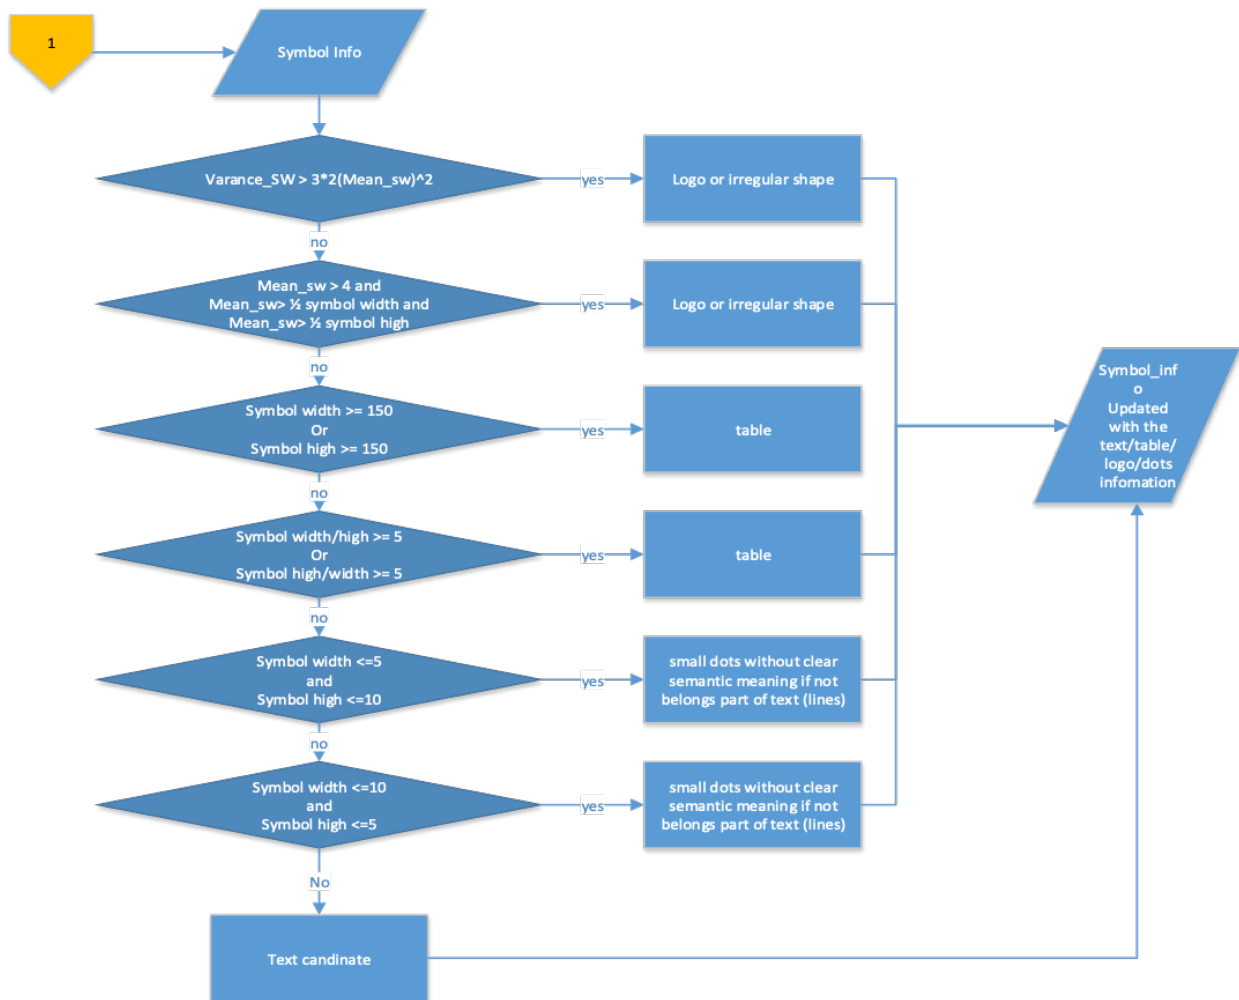 1
Symbol Info
Varance_SW > 3*2(Mean_sw)^2
yes
Logo or irregular shape
no
Mean_sw > 4 and
Mean_sw> ½ symbol width and
Mean_sw> ½ symbol high
yes
Logo or irregular shape
no
Symbol width >= 150
Or
Symbol high >= 150
yes
table
Symbol_inf
o
Updated
with the
text/table/
logo/dots
infomation
no
Symbol width/high >= 5
Or
Symbol high/width >= 5
yes
table
no
Symbol width <=5
and
Symbol high <=10
yes
small dots without clear
semantic meaning if not
belongs part of text (lines)
no
Symbol width <=10
and
Symbol high <=5
yes
small dots without clear
semantic meaning if not
belongs part of text (lines)
No
Text candinate